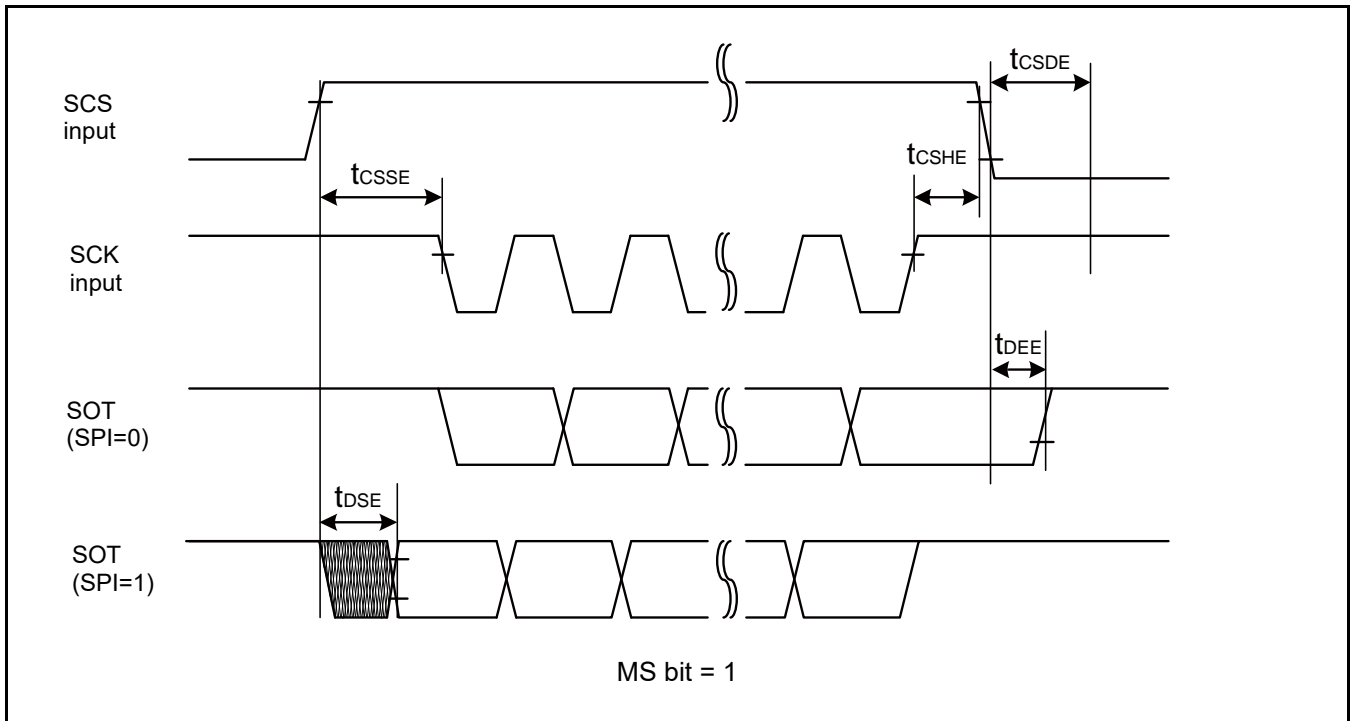 tCSDE
SCS
input
tCSHE
tCSSE
SCK
input
tDEE
SOT
(SPI=0)
tDSE
SOT
(SPI=1)
MS bit = 1